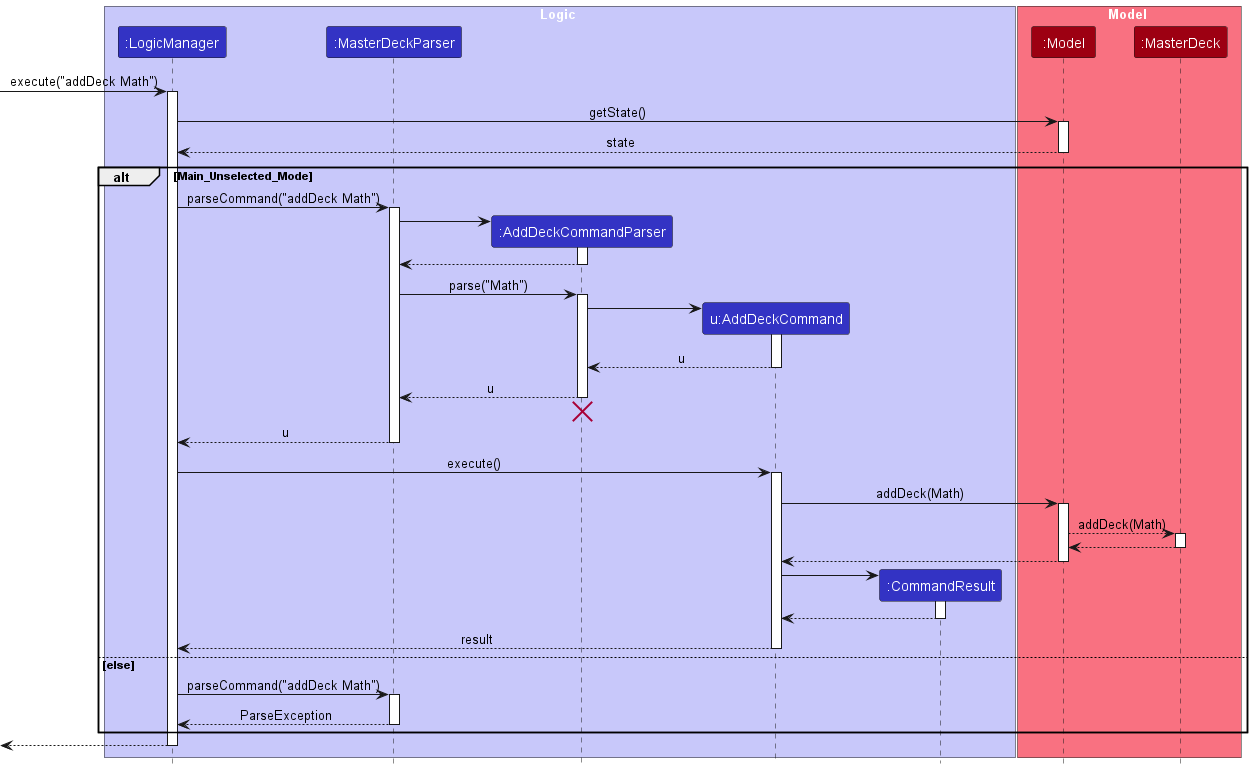 Logic
Model
:LogicManager
:MasterDeckParser
:Model
:MasterDeck
execute("addDeck Math")
getState()
state
alt
[Main_Unselected_Mode]
parseCommand("addDeck Math")
:AddDeckCommandParser
parse("Math")
u:AddDeckCommand
u
u
u
execute()
addDeck(Math)
addDeck(Math)
:CommandResult
result
[else]
parseCommand("addDeck Math")
ParseException